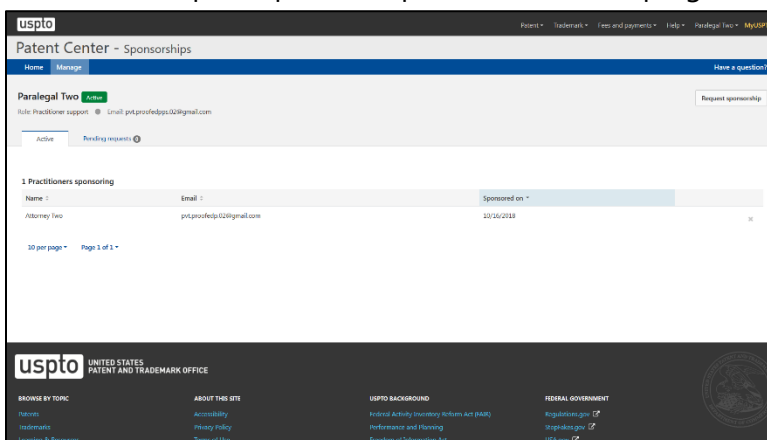 uspto Patent Trademark Fees and payments Help Paralegal Two MyUSPT
Patent Center - Sponsorships
Home Manage Have a question?
Paralegal Two Active Request sponsorship
Role: Practitioner support Email: pvt.proofedpps.02@gmail.com
Active Pending requests 0
1 Practitioners sponsoring
Name Email Sponsored on
Attorney Two pvt.proofedp.02@gmail.com 10/16/2018
10 per page Page 1 of 1
uspto UNITED STATES
PATENT AND TRADEMARK OFFICE
BROWSE BY TOPIC ABOUT THIS SITE USPTO BACKGROUND FEDERAL GOVERNMENT
Patents Accessibility Federal Activity Inventory Reform Act (FAIR) Regulations.gov
Trademarks Privacy Policy Performance and Planning StopFakes.gov